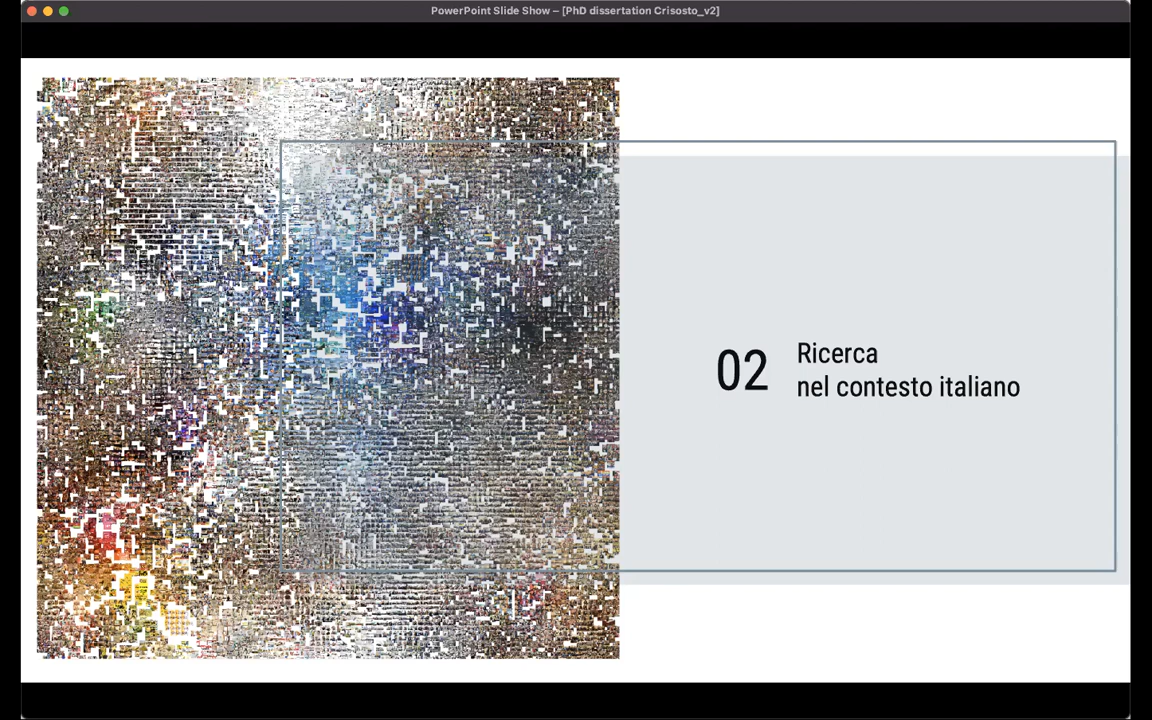 PowerPoint Slide Show – [PhD dissertation Crisosto_v2]
02
Ricerca
nel contesto italiano